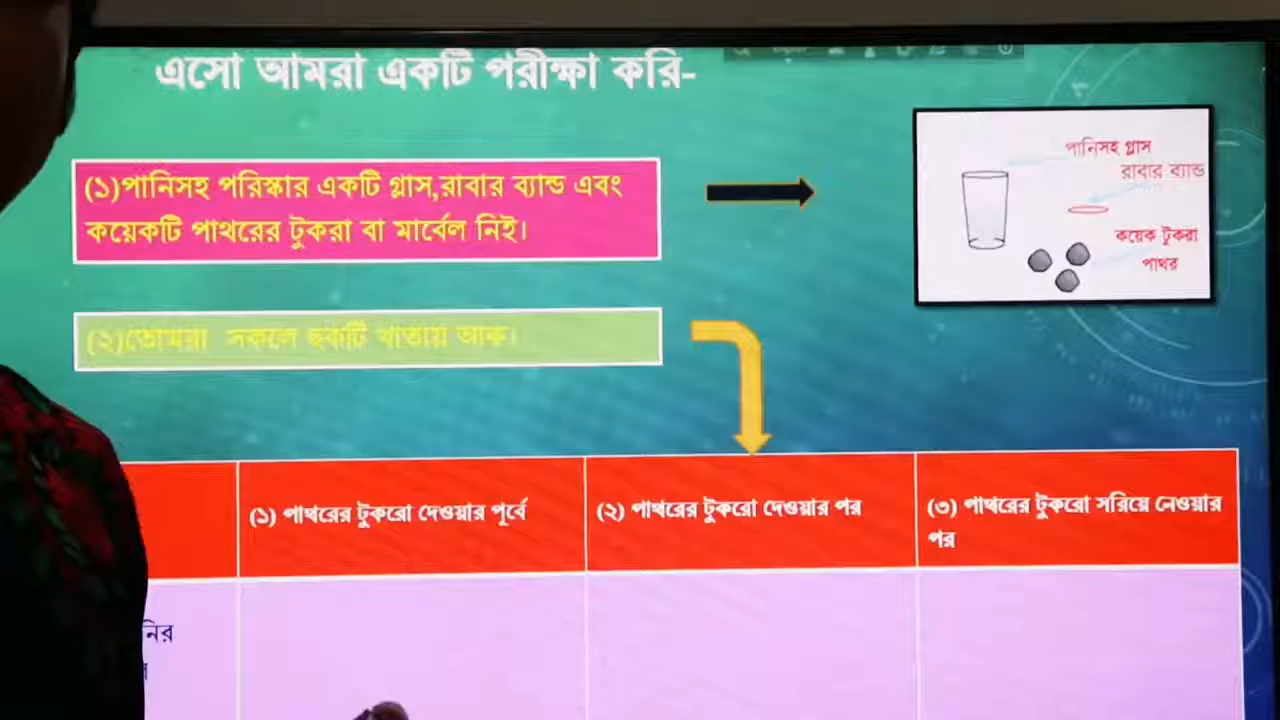 এসো আমরা একটি পরীক্ষা করি-
(১)পানিসহ পরিস্কার একটি গ্লাস,রাবার ব্যান্ড এবং
কয়েকটি পাথরের টুকরা বা মার্বেল নিই।
পানিসহ গ্লাস
রাবার ব্যান্ড
কয়েক টুকরা
পাথর
(২)তোমরা সকলে ছকটি খাতায় আক।
(১) পাথরের টুকরো দেওয়ার পূর্বে
(২) পাথরের টুকরো দেওয়ার পর
(৩) পাথরের টুকরো সরিয়ে নেওয়ার
পর